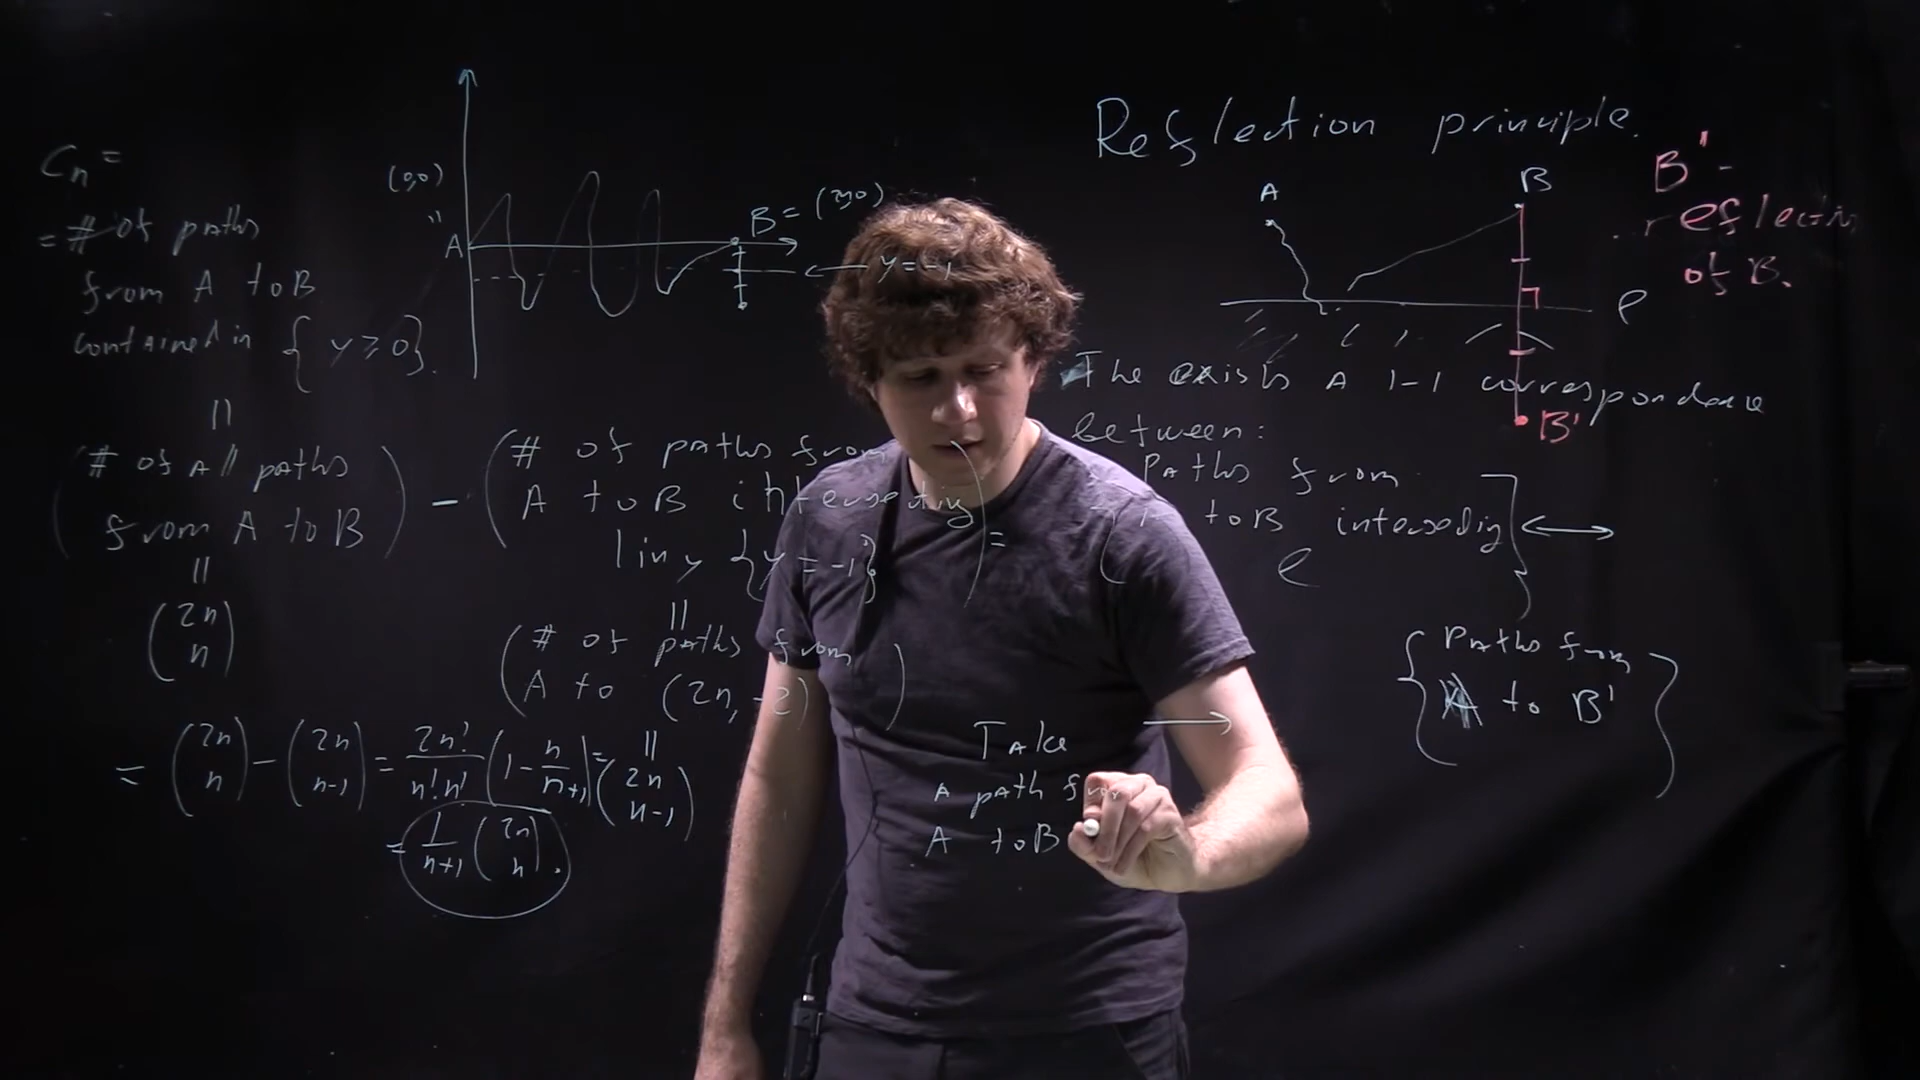 C_n =
= # of paths
from A to B
contained in { y ≥ 0 }.
||
( # of All paths
from A to B )
||
( 2n
n )
(0,0)
||
A
B = (2n,0)
y = -1
− ( # of paths from
A to B intersecting
line {y = -1} ) =
||
( # of paths from
A to (2n, -2) )
||
= ( 2n n ) − ( 2n n-1 ) = 2n! / n! n! ( 1 − n / n+1 ) = ( 2n n-1 )
= 1 / n+1 ( 2n n ).
Reflection principle.
A
B
B' -
reflection
of B.
ℓ
B'
The exists A 1-1 correspondence
between:
Paths from
to B intersecting
ℓ
{ Paths from
A to B' }
Take
A path from
A to B